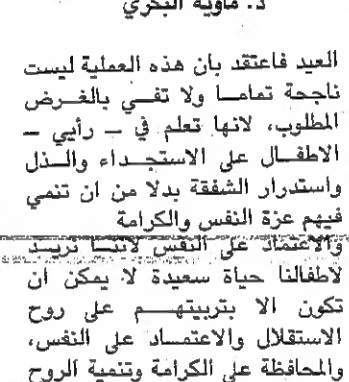 د. ماوية البكري
العيد فاعتقد بان هذه العملية ليست
ناجحة تماما ولا تفي بالغرض
المطلوب، لانها تعلم في _ رأيي _
الاطفال على الاستجداء والذل
واستدرار الشفقة بدلا من ان تنمي
فيهم عزة النفس والكرامة
والاعتماد على النفس لاننا نريد
لاطفالنا حياة سعيدة لا يمكن ان
تكون الا بتربيتهم على روح
الاستقلال والاعتماد على النفس،
والمحافظة على الكرامة وتنمية الروح